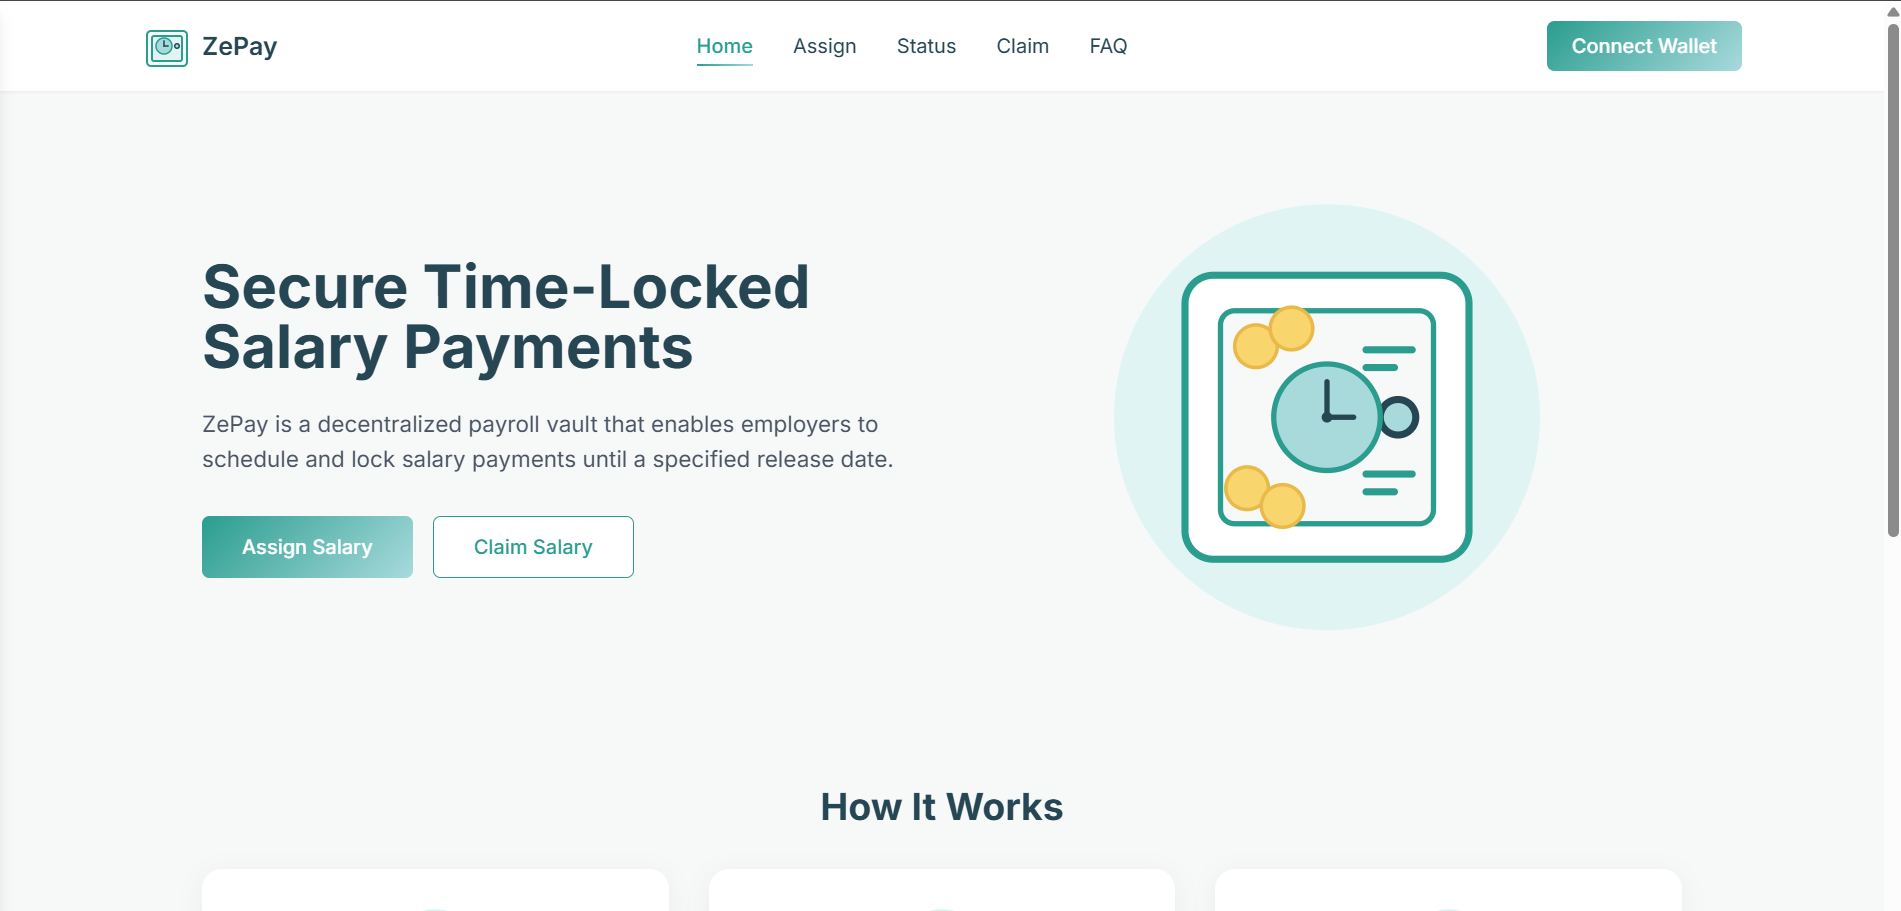 ZePay
Home
Assign
Status
Claim
FAQ
Connect Wallet
Secure Time-Locked
Salary Payments
ZePay is a decentralized payroll vault that enables employers to
schedule and lock salary payments until a specified release date.
Assign Salary
Claim Salary
How It Works